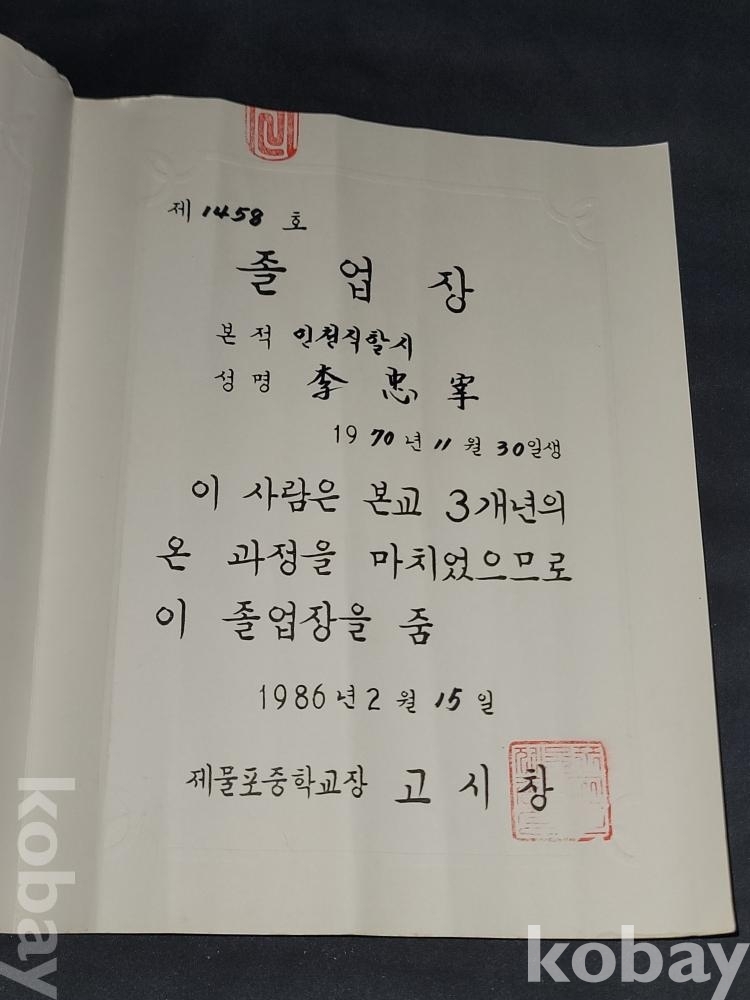 제 1458 호
졸 업 장
본 적 인천직할시
성 명 李 忠 宰
1970년 11월 30일생
이 사람은 본교 3개년의
온 과정을 마치었으므로
이 졸업장을 줌
1986년 2월 15일
제물포중학교장 고 시 창
kobay
kobay